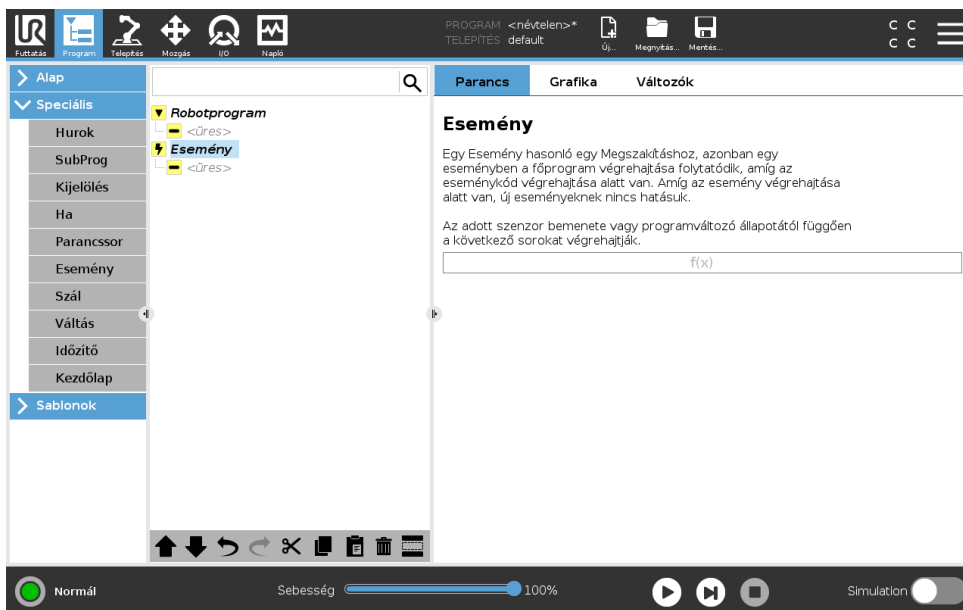 PROGRAM <névtelen>*
TELEPÍTÉS default
Futtatás Program Telepítés Mozgás I/O Napló Új... Megnyitás... Mentés...
C C
C C
Alap
Speciális
Hurok
SubProg
Kijelölés
Ha
Parancssor
Esemény
Szál
Váltás
Időzítő
Kezdőlap
Sablonok
Robotprogram
<üres>
Esemény
<üres>
Parancs Grafika Változók
Esemény
Egy Esemény hasonló egy Megszakításhoz, azonban egy
eseményben a főprogram végrehajtása folytatódik, amíg az
eseménykód végrehajtása alatt van. Amíg az esemény végrehajtása
alatt van, új eseményeknek nincs hatásuk.
Az adott szenzor bemenete vagy programváltozó állapotától függően
a következő sorokat végrehajtják.
f(x)
Normál Sebesség 100% Simulation